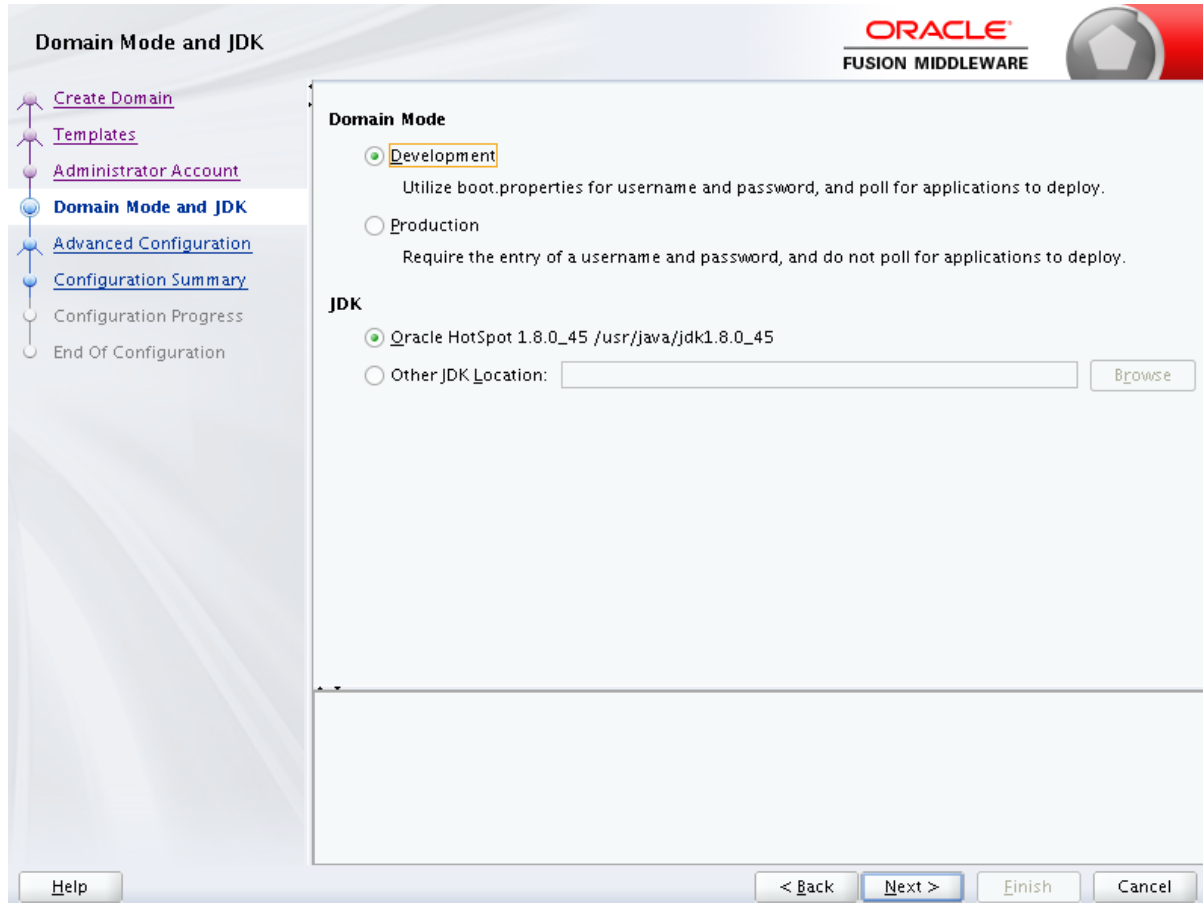 Domain Mode and JDK
ORACLE
FUSION MIDDLEWARE
Create Domain
Templates
Administrator Account
Domain Mode and JDK
Advanced Configuration
Configuration Summary
Configuration Progress
End Of Configuration
Domain Mode
Development
Utilize boot.properties for username and password, and poll for applications to deploy.
Production
Require the entry of a username and password, and do not poll for applications to deploy.
JDK
Oracle HotSpot 1.8.0_45 /usr/java/jdk1.8.0_45
Other JDK Location:
Browse
Help
< Back
Next >
Finish
Cancel